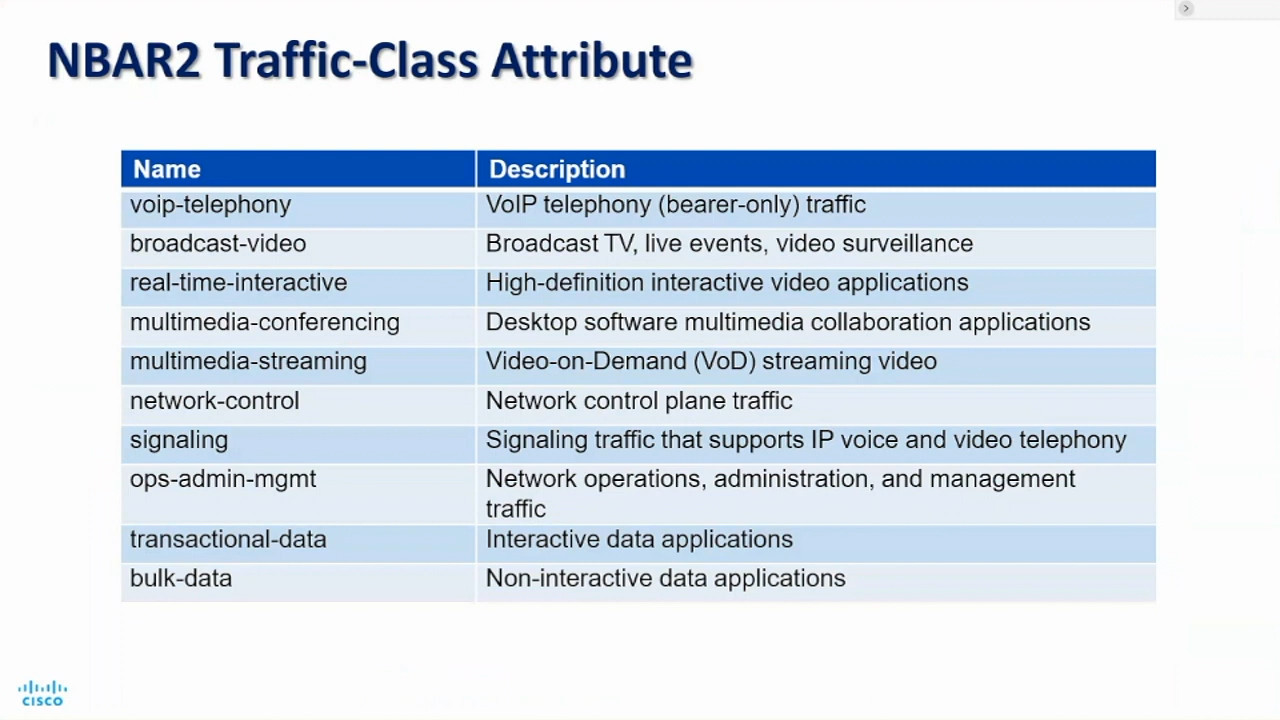 NBAR2 Traffic-Class Attribute
Name Description
voip-telephony VoIP telephony (bearer-only) traffic
broadcast-video Broadcast TV, live events, video surveillance
real-time-interactive High-definition interactive video applications
multimedia-conferencing Desktop software multimedia collaboration applications
multimedia-streaming Video-on-Demand (VoD) streaming video
network-control Network control plane traffic
signaling Signaling traffic that supports IP voice and video telephony
ops-admin-mgmt Network operations, administration, and management
traffic
transactional-data Interactive data applications
bulk-data Non-interactive data applications
CISCO